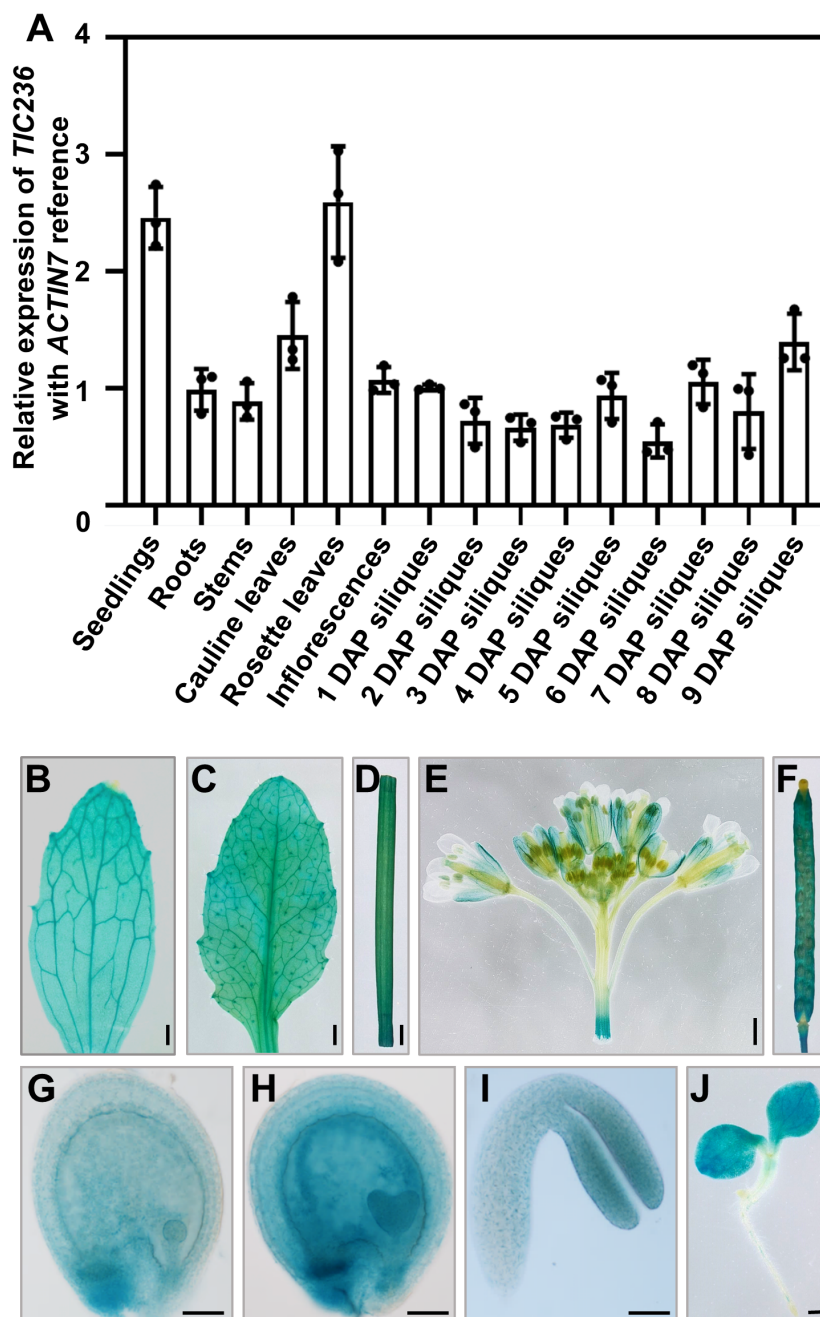 A
Relative expression of TIC236
with ACTIN7 reference
4
3
2
1
0
Seedlings
Roots
Stems
Cauline leaves
Rosette leaves
Inflorescences
1 DAP siliques
2 DAP siliques
3 DAP siliques
4 DAP siliques
5 DAP siliques
6 DAP siliques
7 DAP siliques
8 DAP siliques
9 DAP siliques
B
C
D
E
F
G
H
I
J